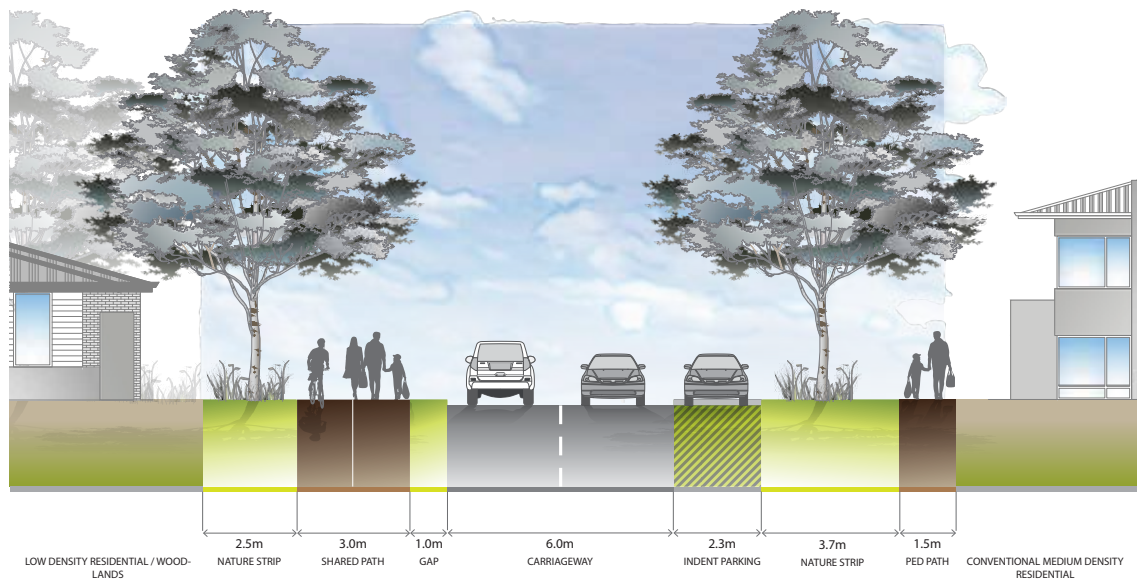 2.5m 3.0m 1.0m 6.0m 2.3m 3.7m 1.5m
LOW DENSITY RESIDENTIAL / WOOD-
LANDS
NATURE STRIP
SHARED PATH
GAP
CARRIAGEWAY
INDENT PARKING
NATURE STRIP
PED PATH
CONVENTIONAL MEDIUM DENSITY
RESIDENTIAL